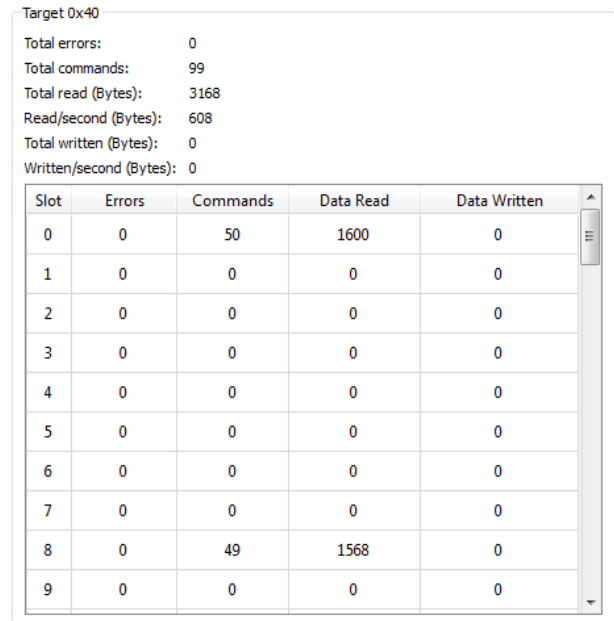 Target 0x40
Total errors: 0
Total commands: 99
Total read (Bytes): 3168
Read/second (Bytes): 608
Total written (Bytes): 0
Written/second (Bytes): 0
Slot Errors Commands Data Read Data Written
0 0 50 1600 0
1 0 0 0 0
2 0 0 0 0
3 0 0 0 0
4 0 0 0 0
5 0 0 0 0
6 0 0 0 0
7 0 0 0 0
8 0 49 1568 0
9 0 0 0 0